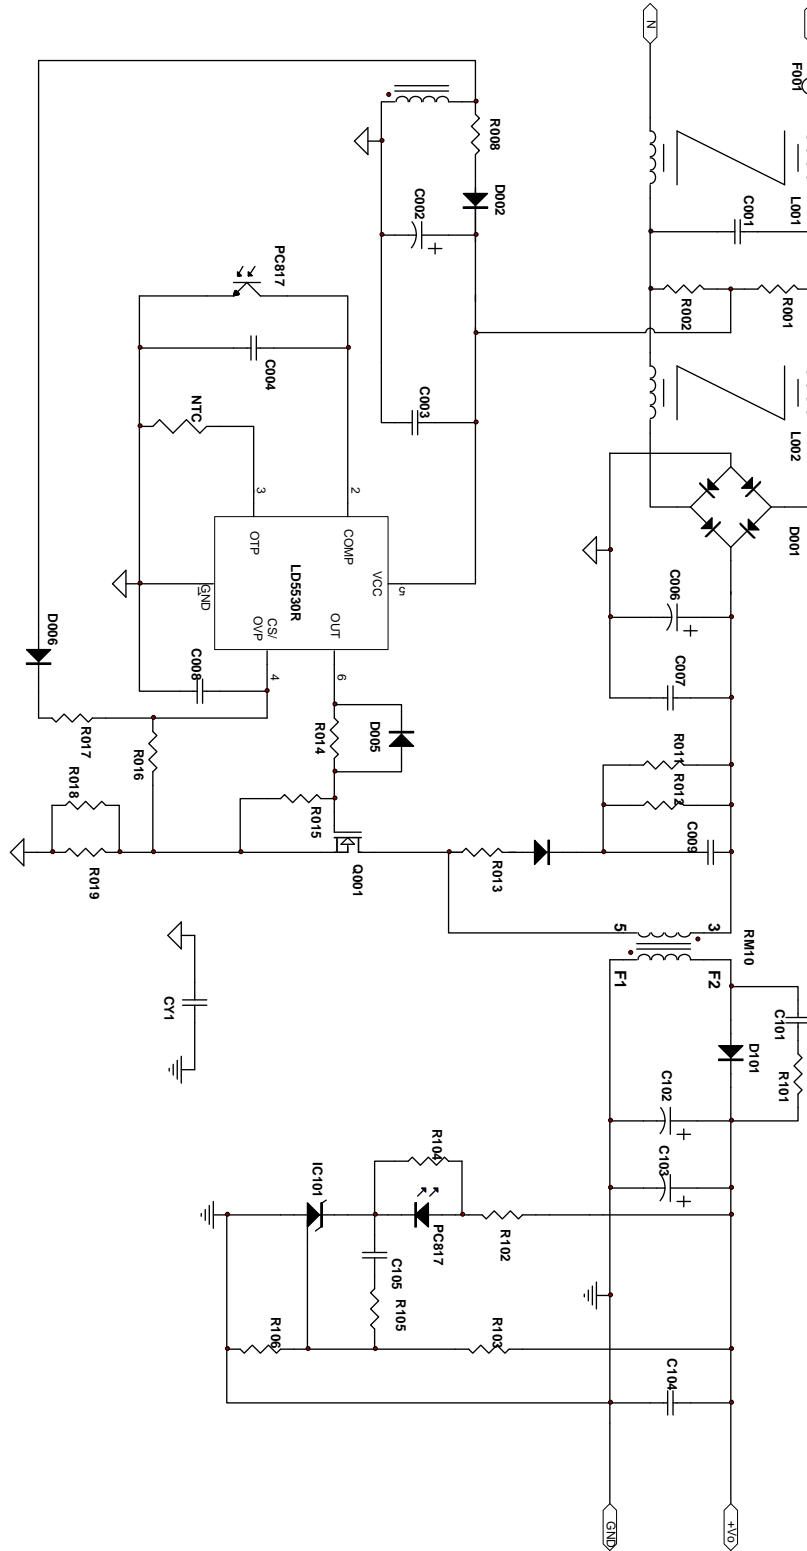 N
F001
L001
C001
R001
R002
L002
D001
R008
D002
C002
C003
PC817
C004
NTC
3
2
OTP
COMP
VCC
5
LD5530R
GND
1
CS/
OVP
OUT
4
6
C006
C007
C008
D006
R017
R016
R014
D005
R015
R018
R019
Q001
R011
R012
C009
R013
5
3
RM10
F1
F2
CY1
C101
R101
D101
C102
C103
R104
PC817
R102
IC101
C105
R105
R106
R103
C104
GND
+Vo